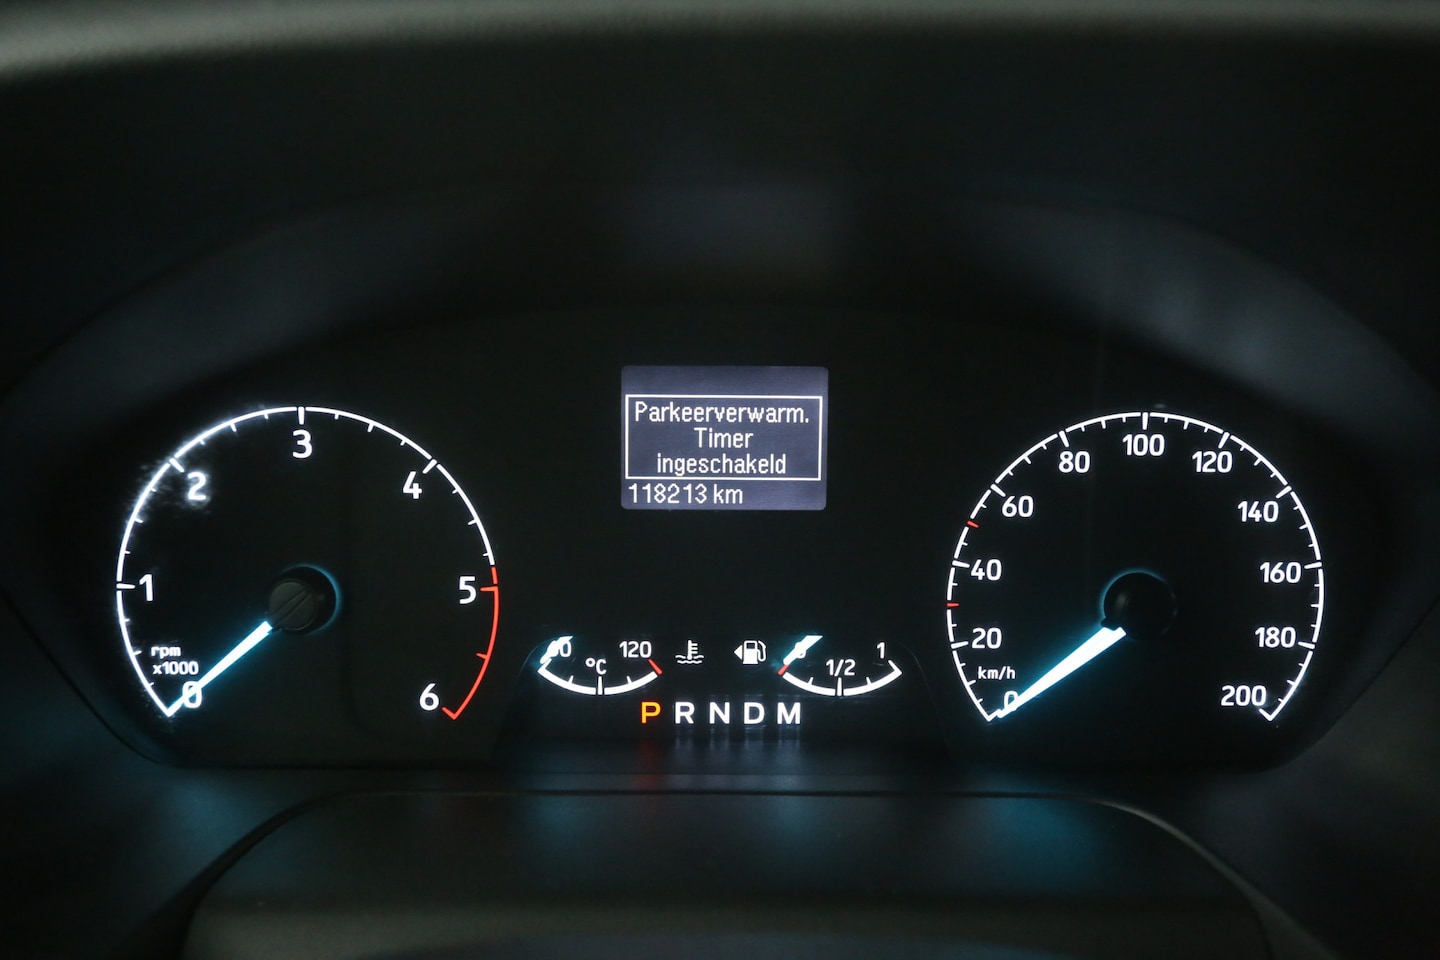 Parkeerverwarm.
Timer
ingeschakeld
118213 km
0 1 2 3 4 5 6
rpm
x1000
120
°C
0 1/2 1
P R N D M
0 20 40 60 80 100 120 140 160 180 200
km/h